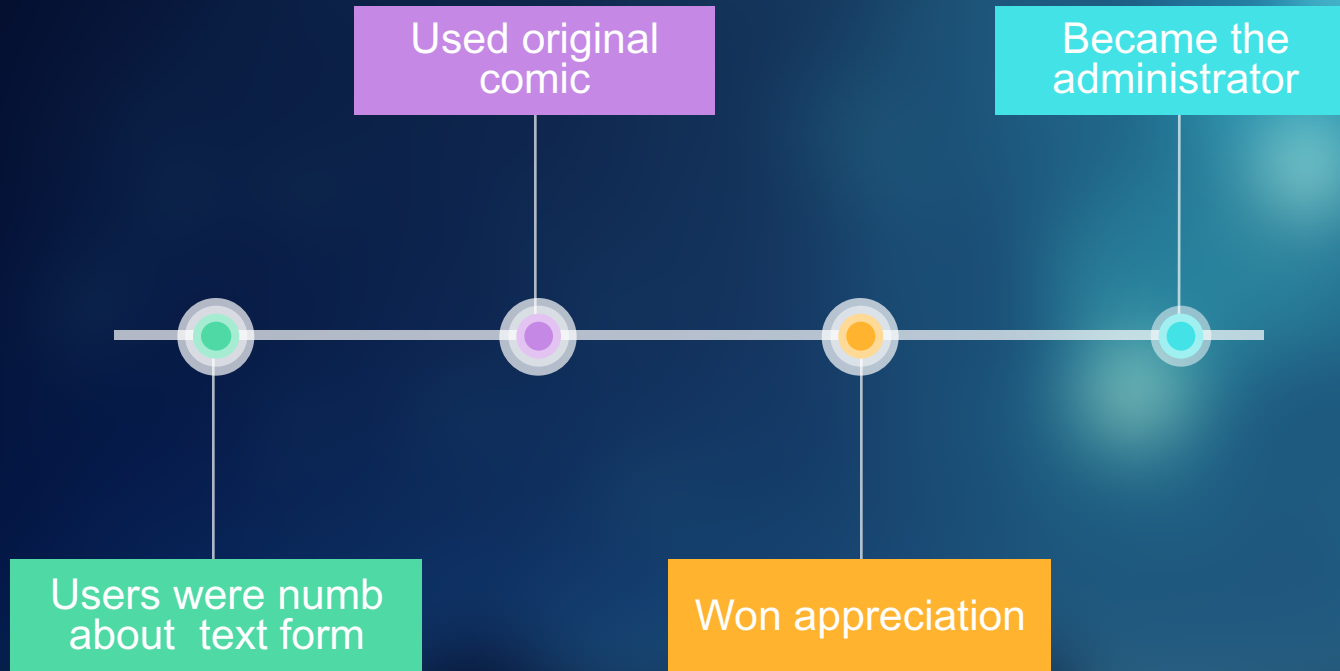 Used original
comic
Became the
administrator
Users were numb
about  text form
Won appreciation